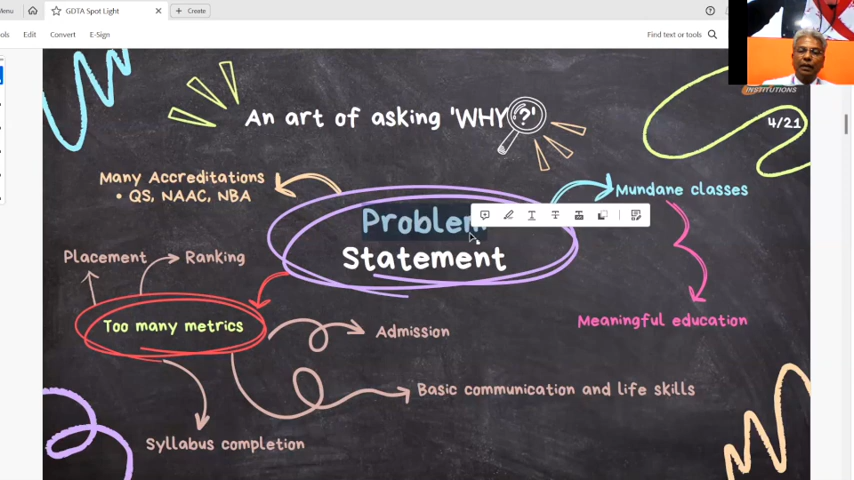 Menu
GDTA Spot Light
Create
ols
Edit
Convert
E-Sign
Find text or tools
INSTITUTIONS
4/21
An art of asking 'WHY?'
Many Accreditations
• QS, NAAC, NBA
Mundane classes
Problem
Statement
Placement
Ranking
Too many metrics
Admission
Meaningful education
Basic communication and life skills
Syllabus completion